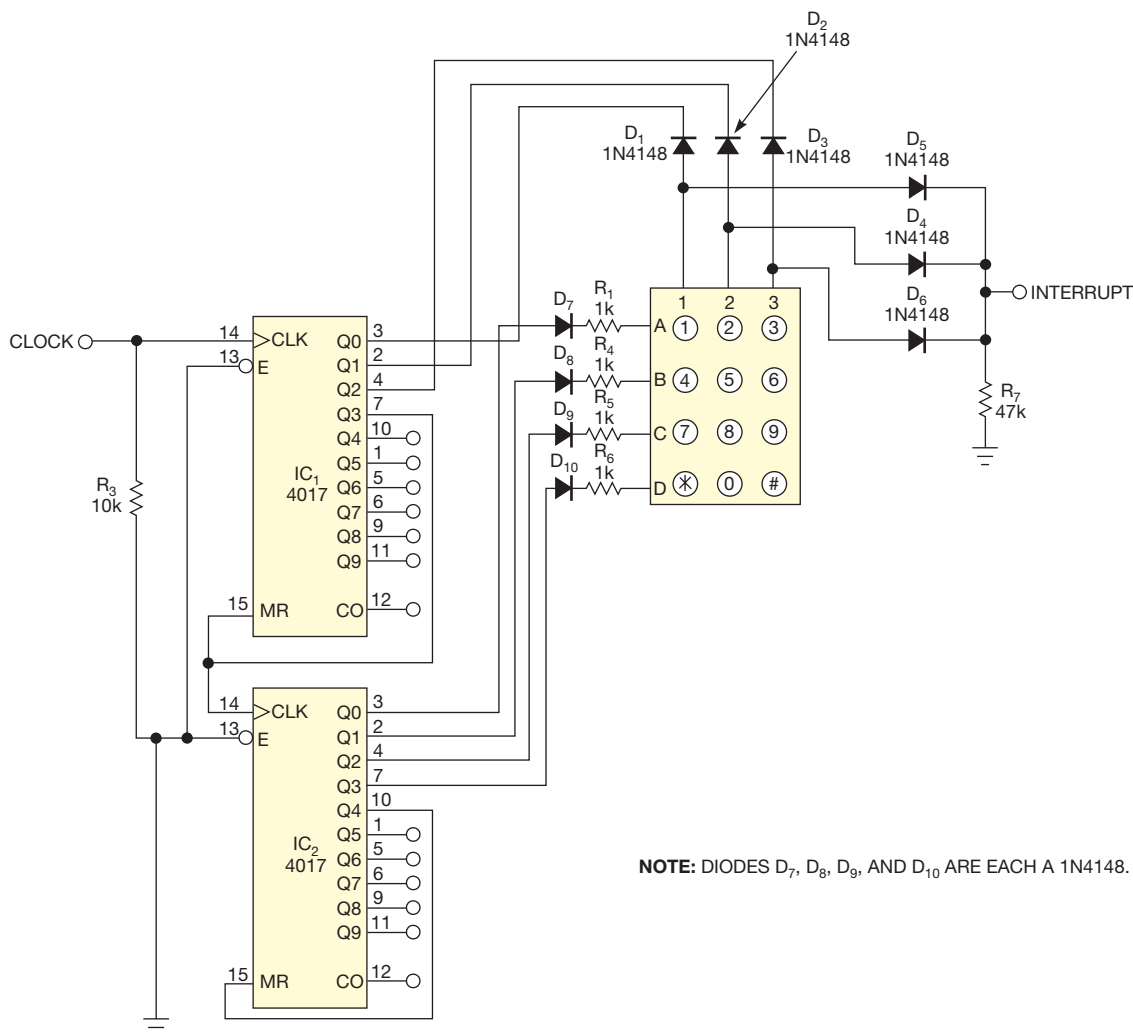 D2
1N4148
D1
1N4148
D3
1N4148
D5
1N4148
D4
1N4148
D6
1N4148
INTERRUPT
R7
47k
D7
R1
1k
D8
R4
1k
D9
R5
1k
D10
R6
1k
1 2 3
A 1 2 3
B 4 5 6
C 7 8 9
D * 0 #
CLOCK
R3
10k
14 CLK
13 E
IC1
4017
15 MR
Q0 3
Q1 2
Q2 4
Q3 7
Q4 10
Q5 1
Q6 5
Q7 6
Q8 9
Q9 11
CO 12
14 CLK
13 E
IC2
4017
15 MR
Q0 3
Q1 2
Q2 4
Q3 7
Q4 10
Q5 1
Q6 5
Q7 6
Q8 9
Q9 11
CO 12
NOTE: DIODES D7, D8, D9, AND D10 ARE EACH A 1N4148.